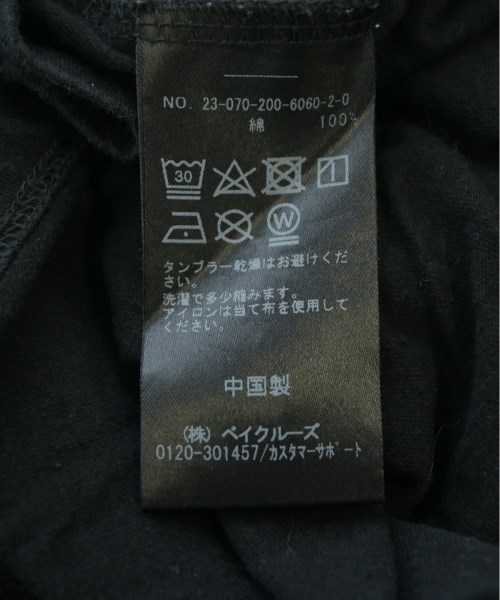 NO. 23-070-200-6060-2-0
綿 100%
30
W
タンブラー乾燥はお避けくだ
さい。
洗濯で多少縮みます。
アイロンは当て布を使用して
ください。
中国製
(株) ベイクルーズ
0120-301457/カスタマーサポート